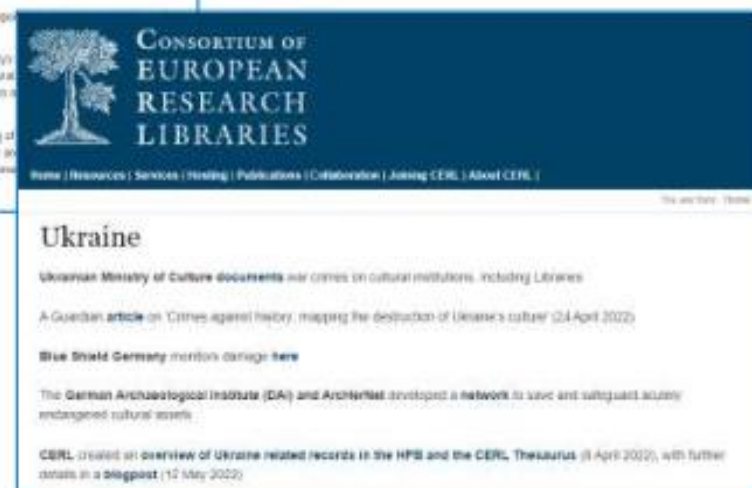 CONSORTIUM OF
EUROPEAN
RESEARCH
LIBRARIES
Home | Resources | Services | Hosting | Publications | Collaboration | Joining CERL | About CERL |
Ukraine
Ukrainian Ministry of Culture documents war crimes on cultural institutions, including Libraries
A Guardian article on 'Crimes against history: mapping the destruction of Ukraine's culture' (24 April 2022)
Blue Shield Germany monitors damage here
The German Archaeological Institute (DAI) and ArcHerNet developed a network to save and safeguard acutely
endangered cultural assets
CERL created an overview of Ukraine related records in the HPB and the CERL Thesaurus (8 April 2022), with further
details in a blogpost (12 May 2022)